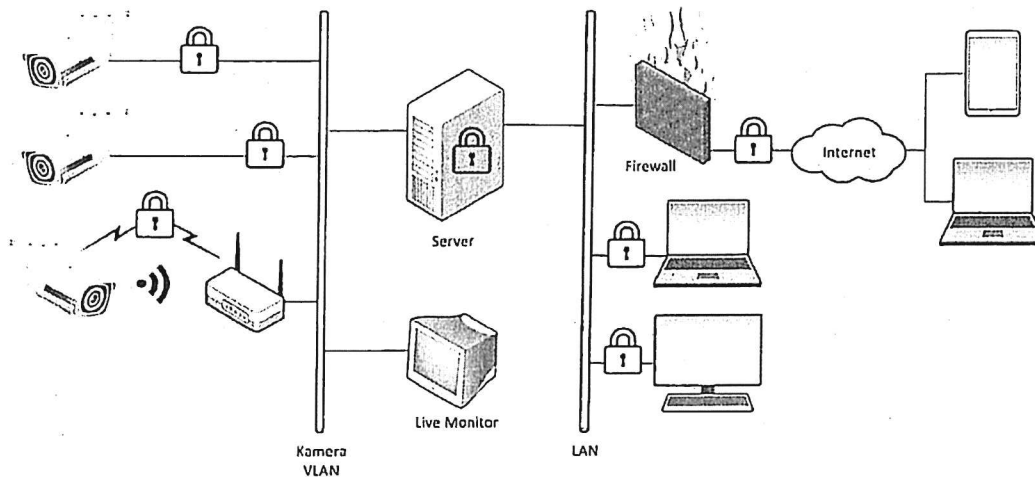 Firewall
Internet
Server
Live Monitor
Kamera
VLAN
LAN